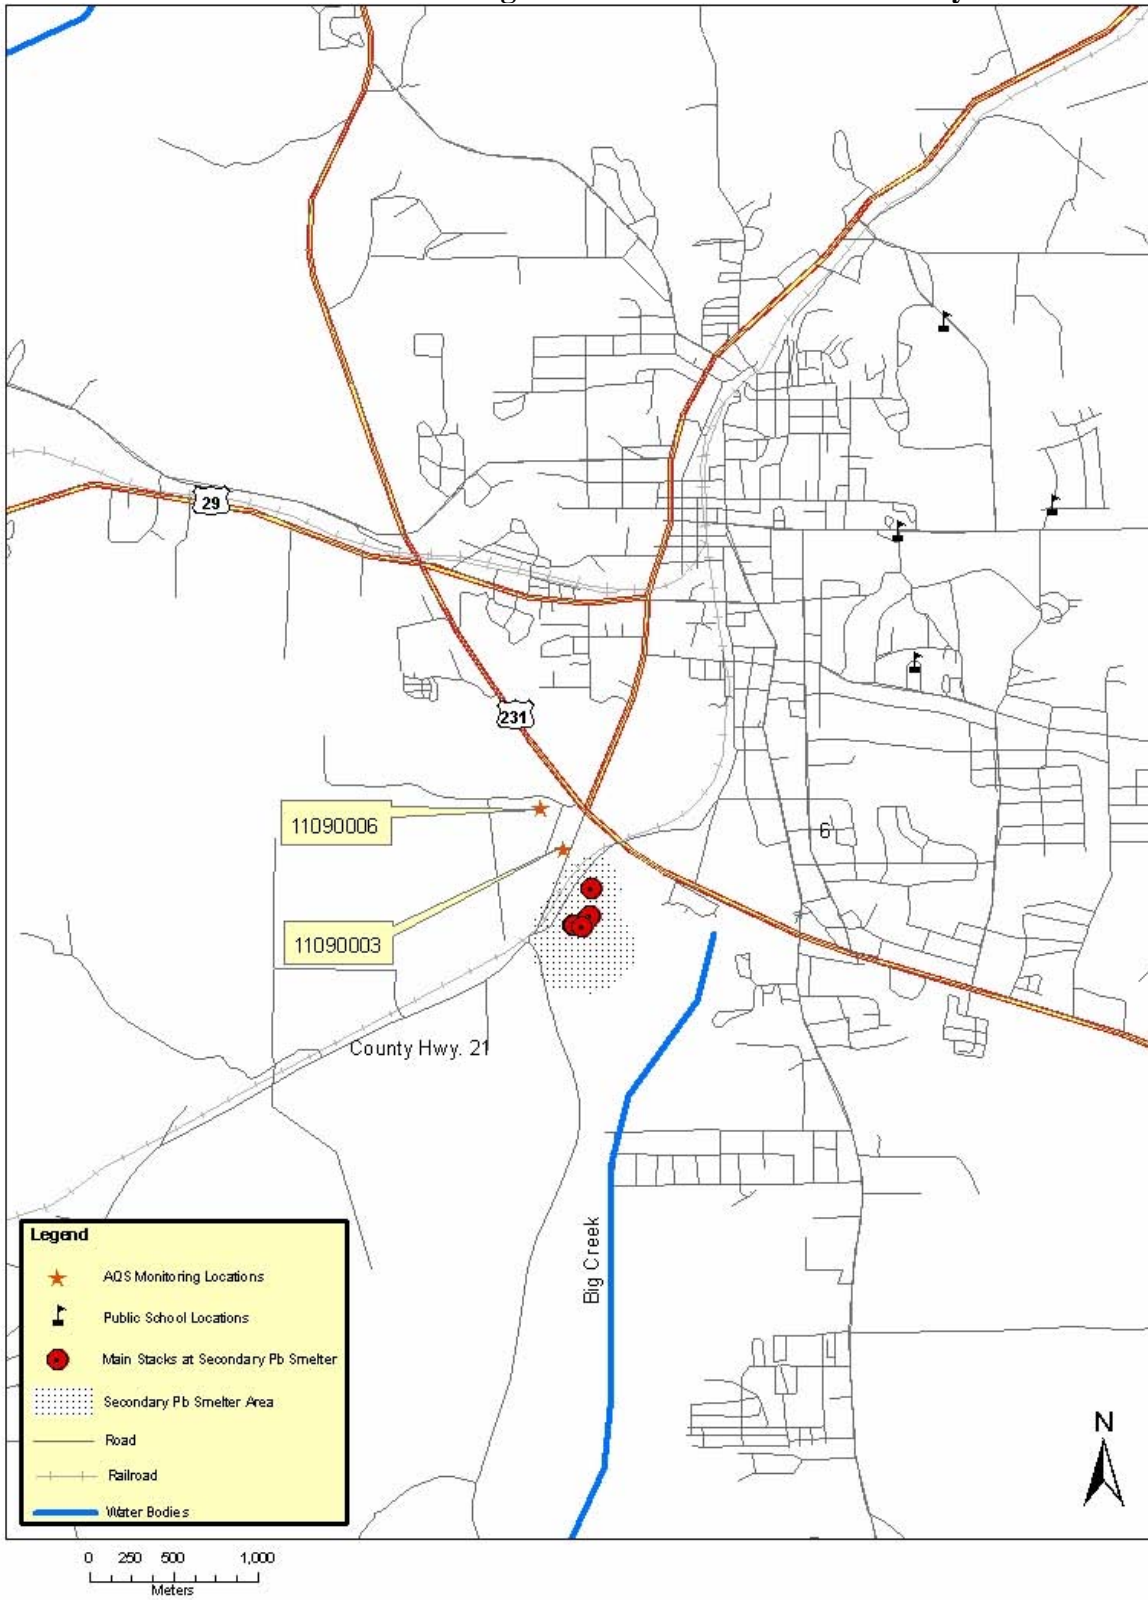 29
231
11090006
6
11090003
County Hwy. 21
Big Creek
Legend
AQS Monitoring Locations
Public School Locations
Main Stacks at Secondary Pb Smelter
Secondary Pb Smelter Area
Road
Railroad
Water Bodies
N
0 250 500 1,000
Meters